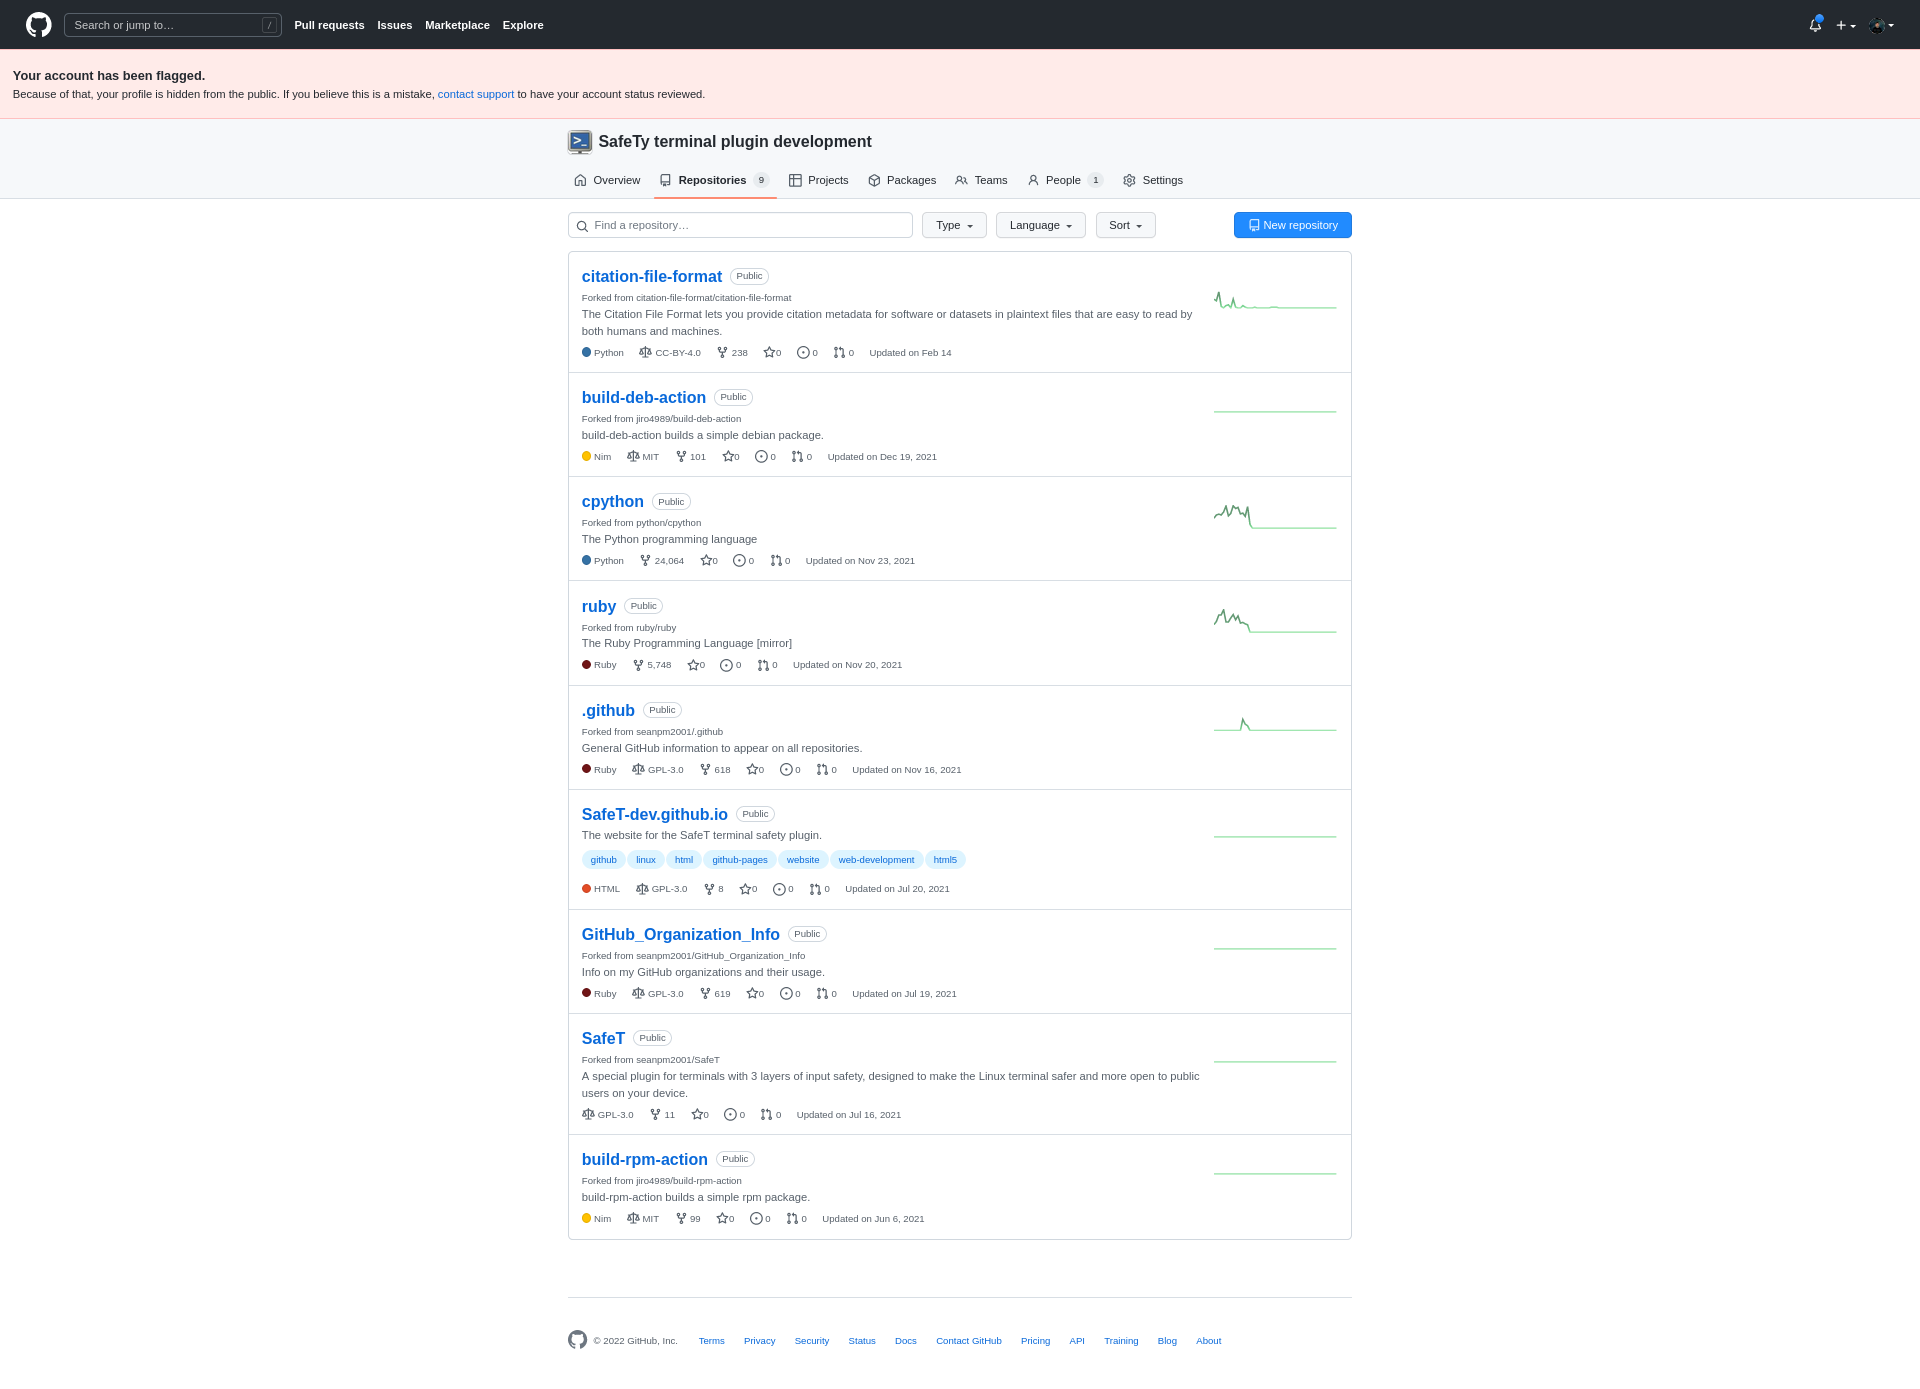 Search or jump to… /
Pull requests Issues Marketplace Explore
Your account has been flagged.
Because of that, your profile is hidden from the public. If you believe this is a mistake, contact support to have your account status reviewed.
>_ SafeTy terminal plugin development
Overview Repositories 9 Projects Packages Teams People 1 Settings
Find a repository… Type Language Sort New repository
citation-file-format Public
Forked from citation-file-format/citation-file-format
The Citation File Format lets you provide citation metadata for software or datasets in plaintext files that are easy to read by
both humans and machines.
Python CC-BY-4.0 238 0 0 0 Updated on Feb 14
build-deb-action Public
Forked from jiro4989/build-deb-action
build-deb-action builds a simple debian package.
Nim MIT 101 0 0 0 Updated on Dec 19, 2021
cpython Public
Forked from python/cpython
The Python programming language
Python 24,064 0 0 0 Updated on Nov 23, 2021
ruby Public
Forked from ruby/ruby
The Ruby Programming Language [mirror]
Ruby 5,748 0 0 0 Updated on Nov 20, 2021
.github Public
Forked from seanpm2001/.github
General GitHub information to appear on all repositories.
Ruby GPL-3.0 618 0 0 0 Updated on Nov 16, 2021
SafeT-dev.github.io Public
The website for the SafeT terminal safety plugin.
github linux html github-pages website web-development html5
HTML GPL-3.0 8 0 0 0 Updated on Jul 20, 2021
GitHub_Organization_Info Public
Forked from seanpm2001/GitHub_Organization_Info
Info on my GitHub organizations and their usage.
Ruby GPL-3.0 619 0 0 0 Updated on Jul 19, 2021
SafeT Public
Forked from seanpm2001/SafeT
A special plugin for terminals with 3 layers of input safety, designed to make the Linux terminal safer and more open to public
users on your device.
GPL-3.0 11 0 0 0 Updated on Jul 16, 2021
build-rpm-action Public
Forked from jiro4989/build-rpm-action
build-rpm-action builds a simple rpm package.
Nim MIT 99 0 0 0 Updated on Jun 6, 2021
© 2022 GitHub, Inc. Terms Privacy Security Status Docs Contact GitHub Pricing API Training Blog About